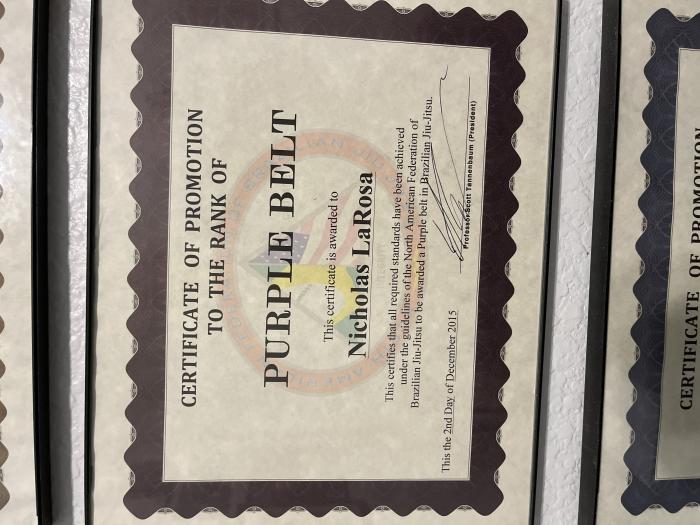 CERTIFICATE OF PROMOTION
TO THE RANK OF
PURPLE BELT
This certificate is awarded to
Nicholas LaRosa
This certifies that all required standards have been achieved
under the guidelines of the North American Federation of
Brazilian Jiu-Jitsu to be awarded a Purple belt in Brazilian Jiu-Jitsu.
This the 2nd Day of December 2015
Professor Scott Tannenbaum (President)
CERTIFICATE OF PROMOTION